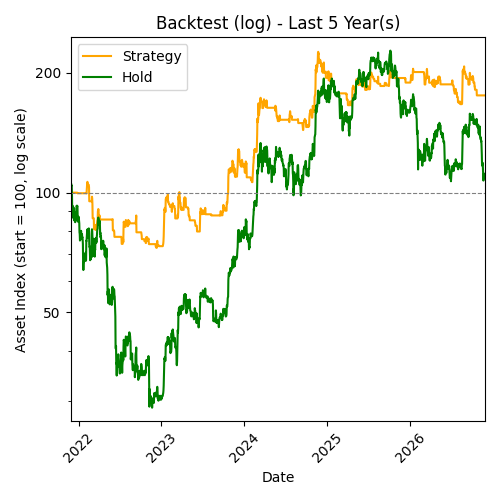 Backtest (log) - Last 5 Year(s)
Strategy
Hold
Asset Index (start = 100, log scale)
200
100
50
2022
2023
2024
2025
2026
Date